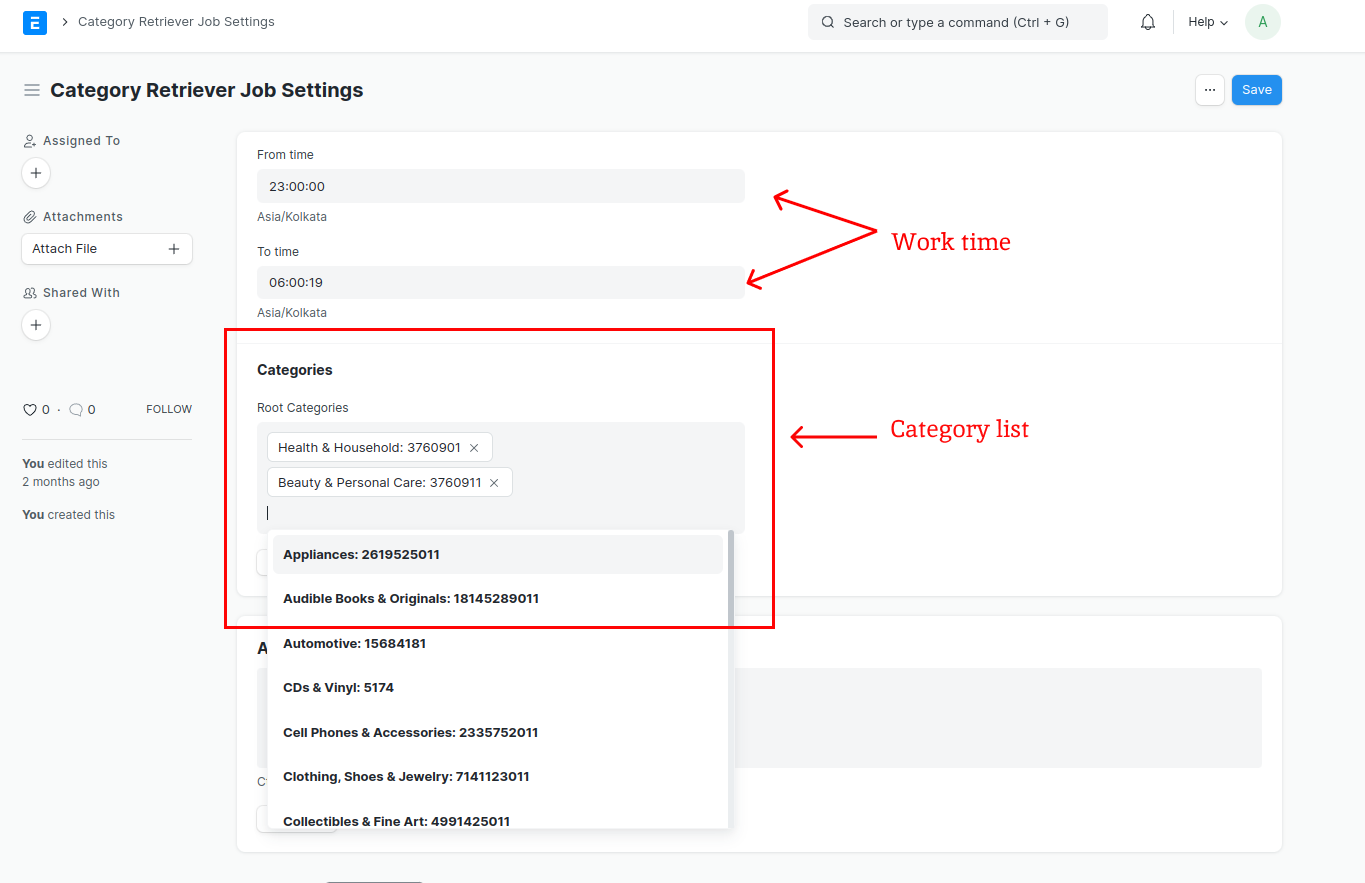 E
Category Retriever Job Settings
Search or type a command (Ctrl + G)
Help
A
Category Retriever Job Settings
...
Save
Assigned To
Attachments
Attach File
Shared With
0 · 0 FOLLOW
You edited this
2 months ago
You created this
From time
23:00:00
Asia/Kolkata
To time
06:00:19
Asia/Kolkata
Work time
Categories
Root Categories
Health & Household: 3760901
Beauty & Personal Care: 3760911
Category list
Appliances: 2619525011
Audible Books & Originals: 18145289011
Automotive: 15684181
CDs & Vinyl: 5174
Cell Phones & Accessories: 2335752011
Clothing, Shoes & Jewelry: 7141123011
Collectibles & Fine Art: 4991425011